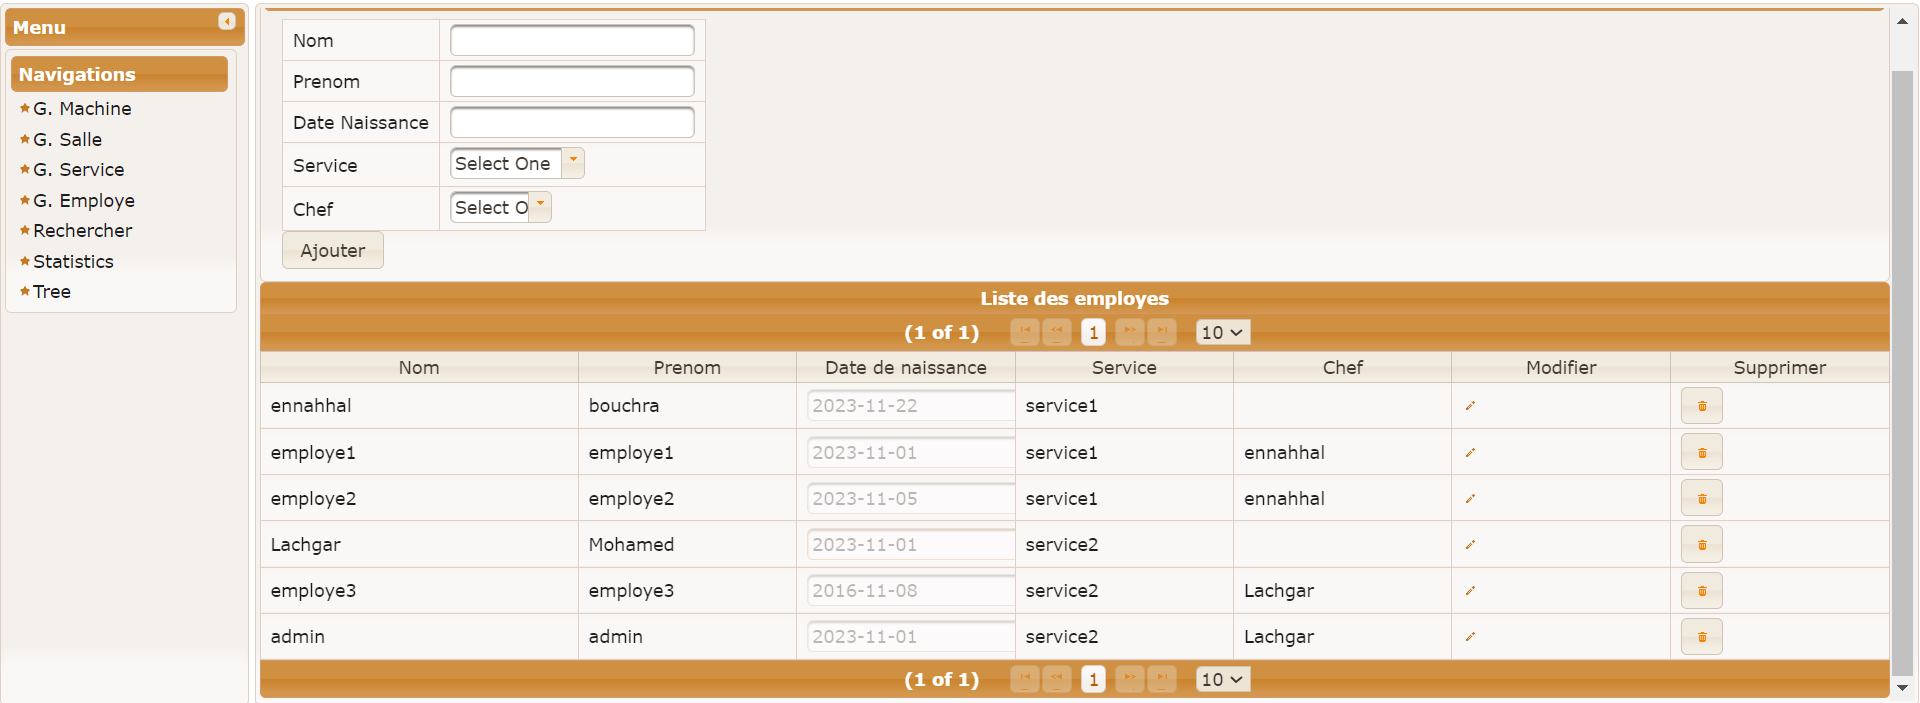 Menu
Navigations
G. Machine
G. Salle
G. Service
G. Employe
Rechercher
Statistics
Tree
Nom
Prenom
Date Naissance
Service Select One
Chef Select O
Ajouter
Liste des employes
(1 of 1) 1 10
Nom Prenom Date de naissance Service Chef Modifier Supprimer
ennahhal bouchra 2023-11-22 service1
employe1 employe1 2023-11-01 service1 ennahhal
employe2 employe2 2023-11-05 service1 ennahhal
Lachgar Mohamed 2023-11-01 service2
employe3 employe3 2016-11-08 service2 Lachgar
admin admin 2023-11-01 service2 Lachgar
(1 of 1) 1 10